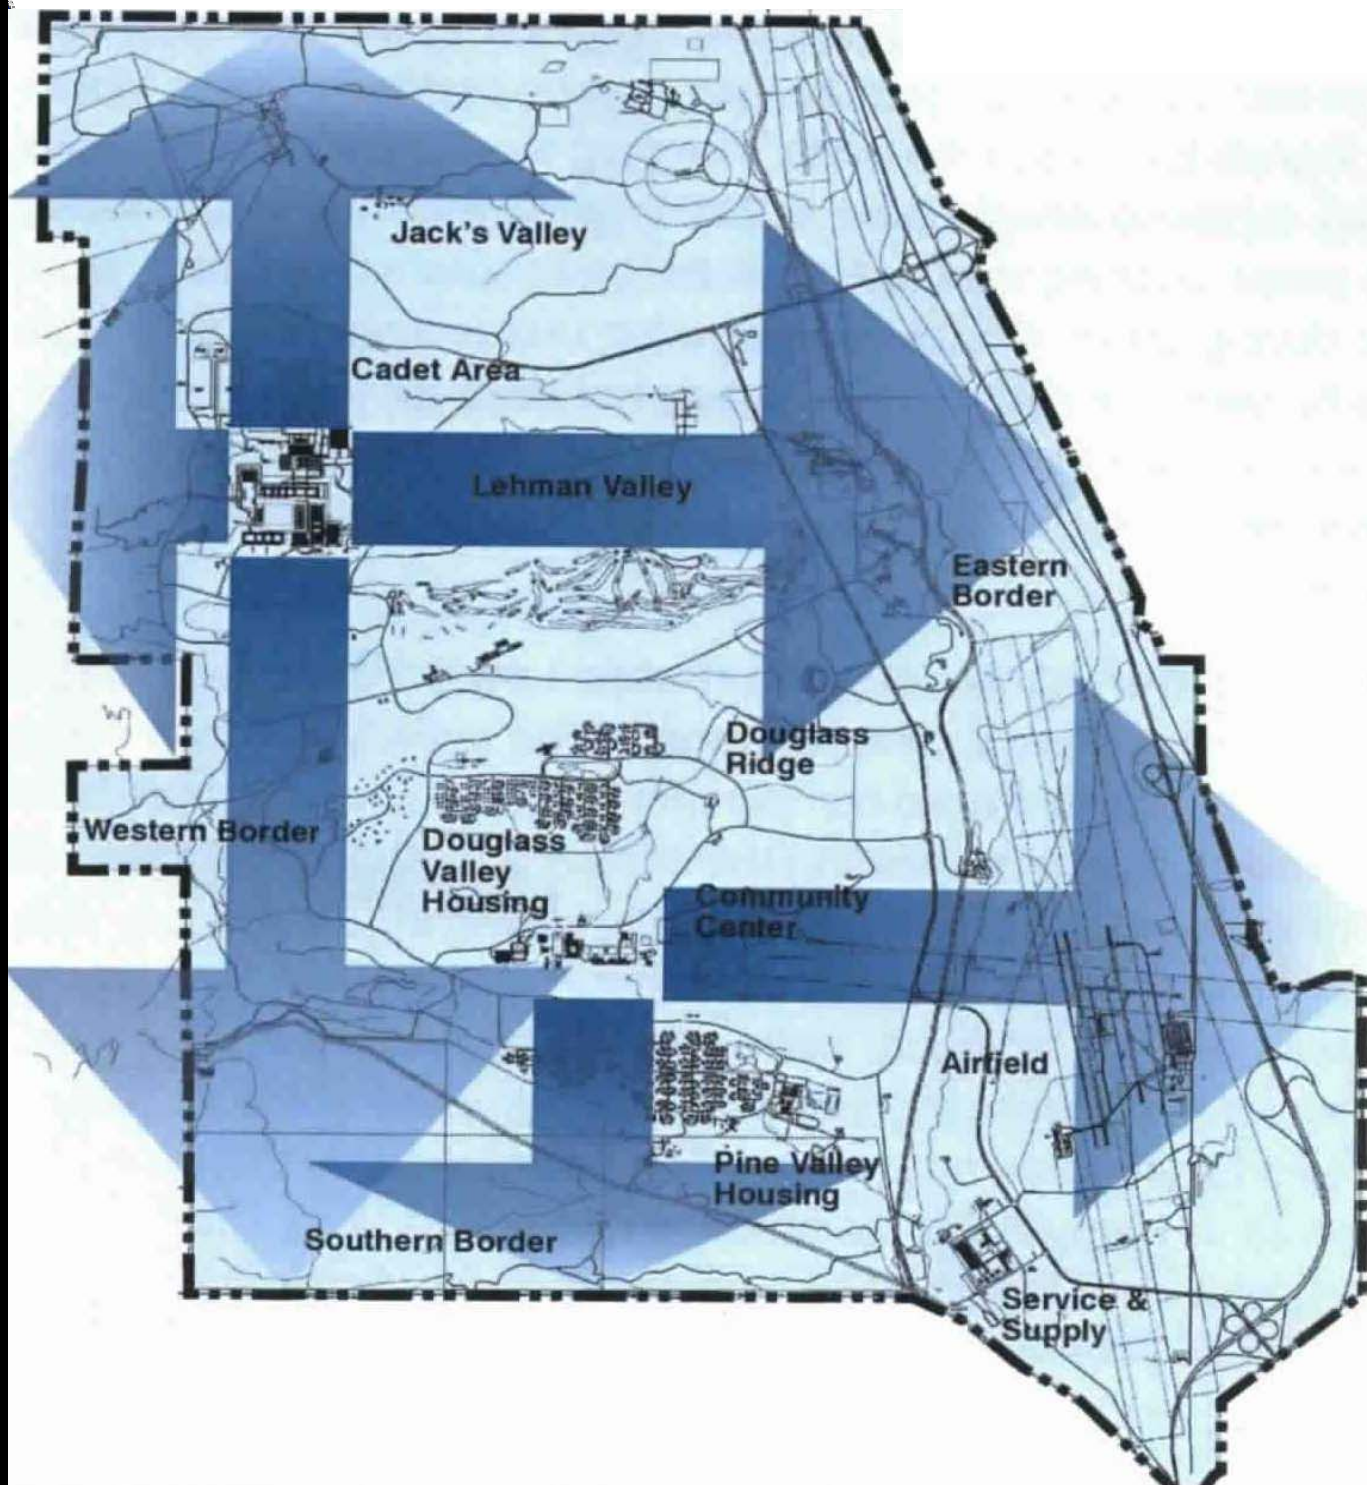 Jack's Valley
Cadet Area
Lehman Valley
Eastern
Border
Douglass
Ridge
Western Border
Douglass
Valley
Housing
Community
Center
Airfield
Pine Valley
Housing
Southern Border
Service &
Supply